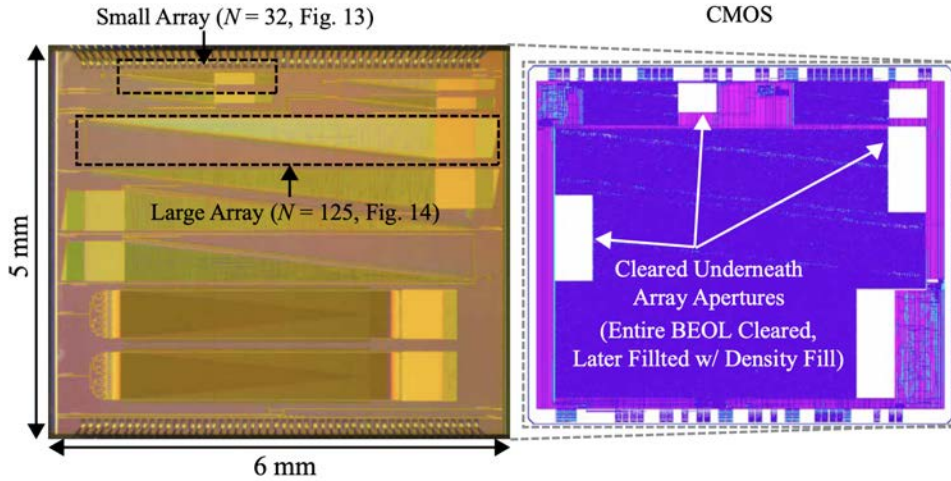 Small Array (N = 32, Fig. 13)
CMOS
Large Array (N = 125, Fig. 14)
5 mm
6 mm
Cleared Underneath
Array Apertures
(Entire BEOL Cleared,
Later Fillted w/ Density Fill)